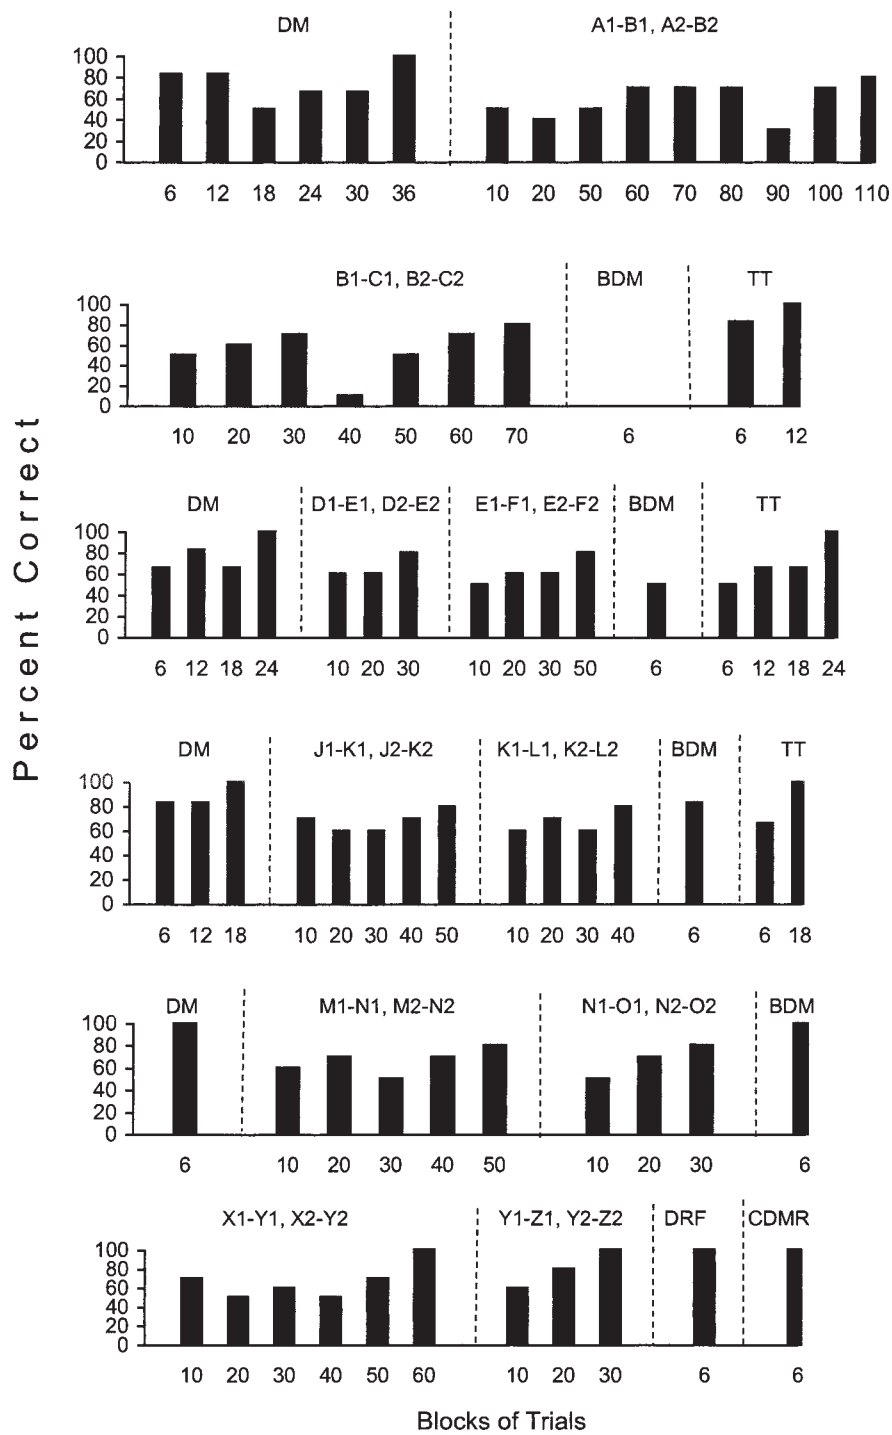 DM A1-B1, A2-B2
100
80
60
40
20
0
6 12 18 24 30 36 10 20 50 60 70 80 90 100 110
B1-C1, B2-C2 BDM TT
100
80
60
40
20
0
10 20 30 40 50 60 70 6 6 12
DM D1-E1, D2-E2 E1-F1, E2-F2 BDM TT
100
80
60
40
20
0
6 12 18 24 10 20 30 10 20 30 50 6 6 12 18 24
DM J1-K1, J2-K2 K1-L1, K2-L2 BDM TT
100
80
60
40
20
0
6 12 18 10 20 30 40 50 10 20 30 40 6 6 18
DM M1-N1, M2-N2 N1-O1, N2-O2 BDM
100
80
60
40
20
0
6 10 20 30 40 50 10 20 30 6
X1-Y1, X2-Y2 Y1-Z1, Y2-Z2 DRF CDMR
100
80
60
40
20
0
10 20 30 40 50 60 10 20 30 6 6
Percent Correct
Blocks of Trials